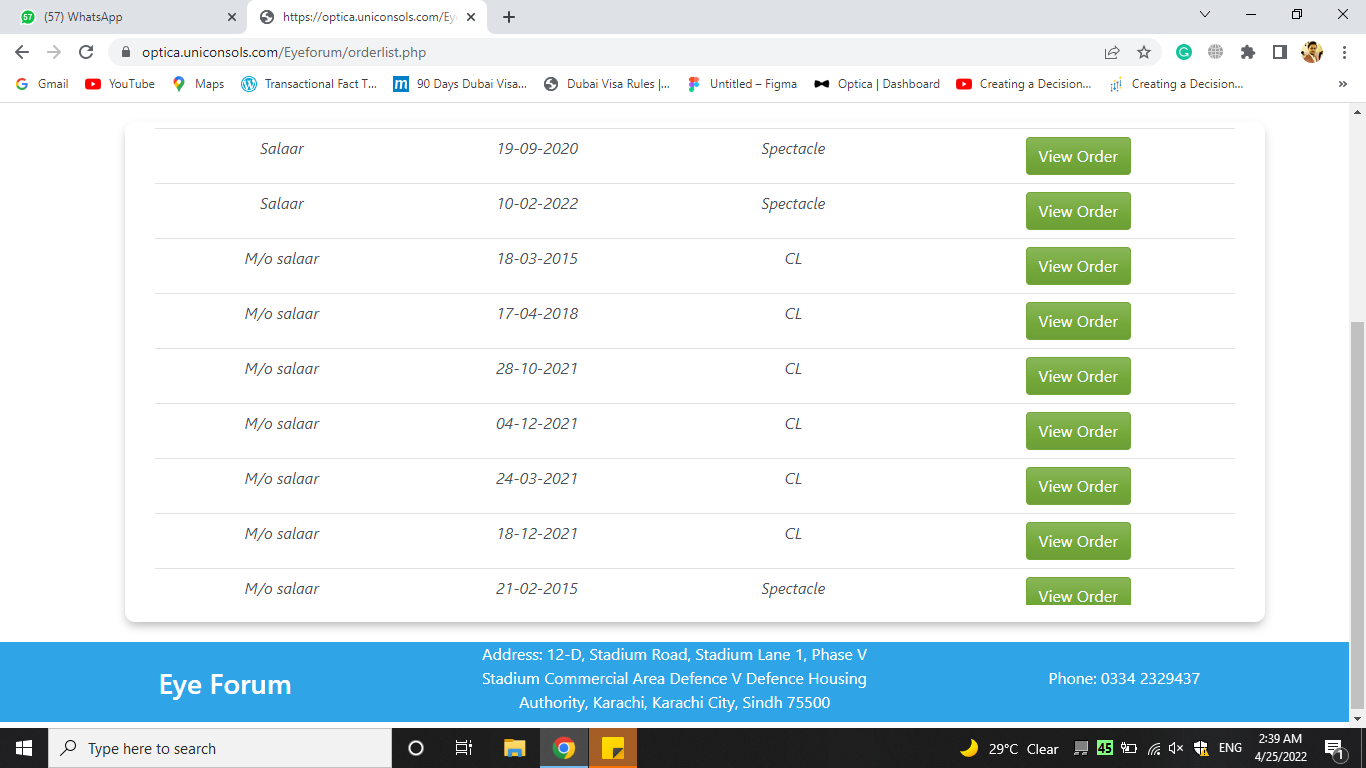 57
(57) WhatsApp
https://optica.uniconsols.com/Ey
optica.uniconsols.com/Eyeforum/orderlist.php
Gmail
YouTube
Maps
Transactional Fact T...
90 Days Dubai Visa...
Dubai Visa Rules |...
Untitled – Figma
Optica | Dashboard
Creating a Decision...
Creating a Decision...
Salaar 19-09-2020 Spectacle View Order
Salaar 10-02-2022 Spectacle View Order
M/o salaar 18-03-2015 CL View Order
M/o salaar 17-04-2018 CL View Order
M/o salaar 28-10-2021 CL View Order
M/o salaar 04-12-2021 CL View Order
M/o salaar 24-03-2021 CL View Order
M/o salaar 18-12-2021 CL View Order
M/o salaar 21-02-2015 Spectacle View Order
Eye Forum
Address: 12-D, Stadium Road, Stadium Lane 1, Phase V
Stadium Commercial Area Defence V Defence Housing
Authority, Karachi, Karachi City, Sindh 75500
Phone: 0334 2329437
Type here to search
29°C Clear
45
ENG
2:39 AM
4/25/2022
1